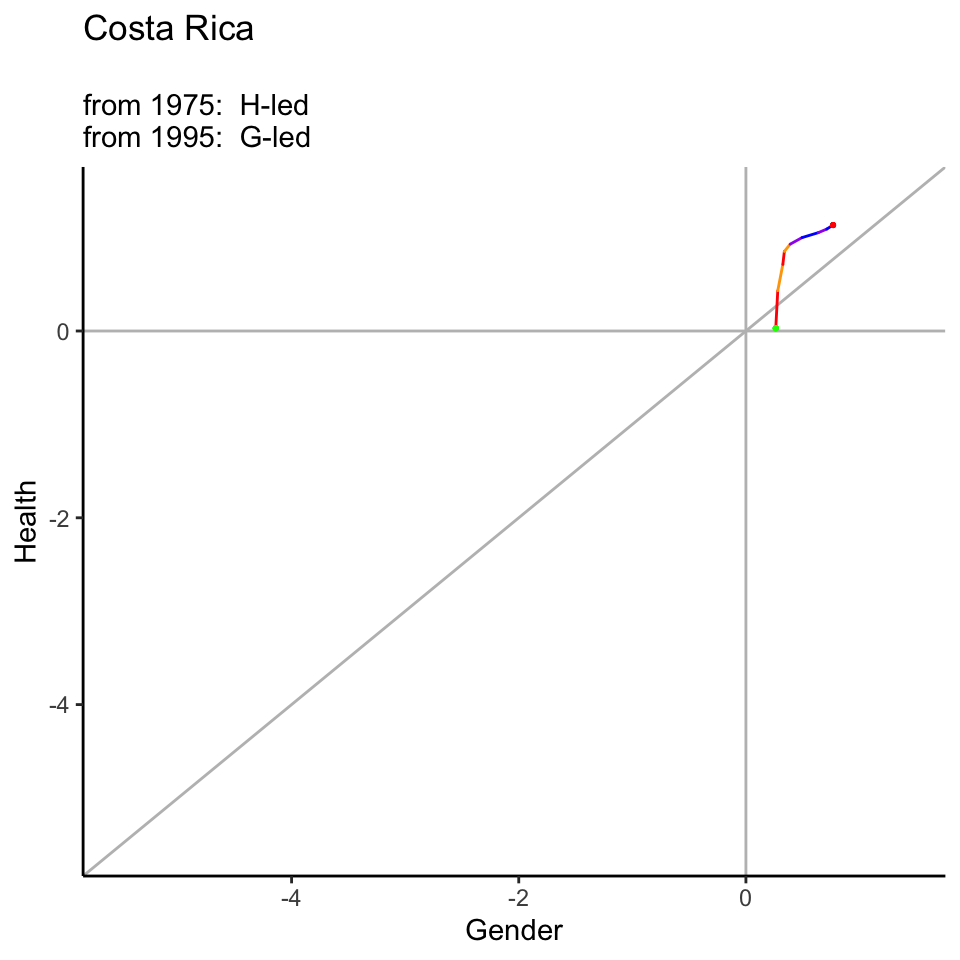 Costa Rica
from 1975:  H-led
from 1995:  G-led
Health
0
-2
-4
-4
-2
0
Gender